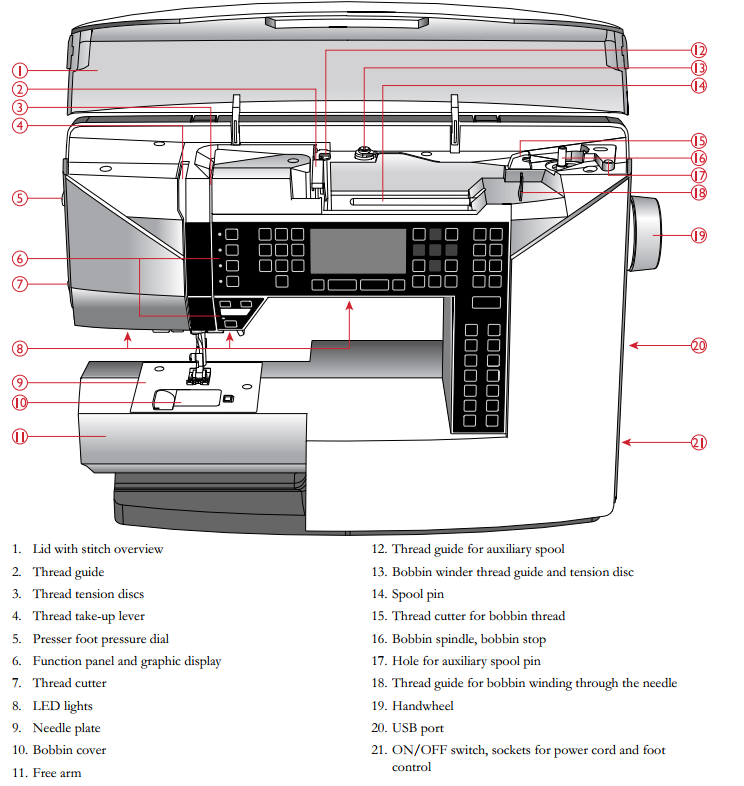 1
2
3
4
5
6
7
8
9
10
11
12
13
14
15
16
17
18
19
20
21
1. Lid with stitch overview
2. Thread guide
3. Thread tension discs
4. Thread take-up lever
5. Presser foot pressure dial
6. Function panel and graphic display
7. Thread cutter
8. LED lights
9. Needle plate
10. Bobbin cover
11. Free arm
12. Thread guide for auxiliary spool
13. Bobbin winder thread guide and tension disc
14. Spool pin
15. Thread cutter for bobbin thread
16. Bobbin spindle, bobbin stop
17. Hole for auxiliary spool pin
18. Thread guide for bobbin winding through the needle
19. Handwheel
20. USB port
21. ON/OFF switch, sockets for power cord and foot
control